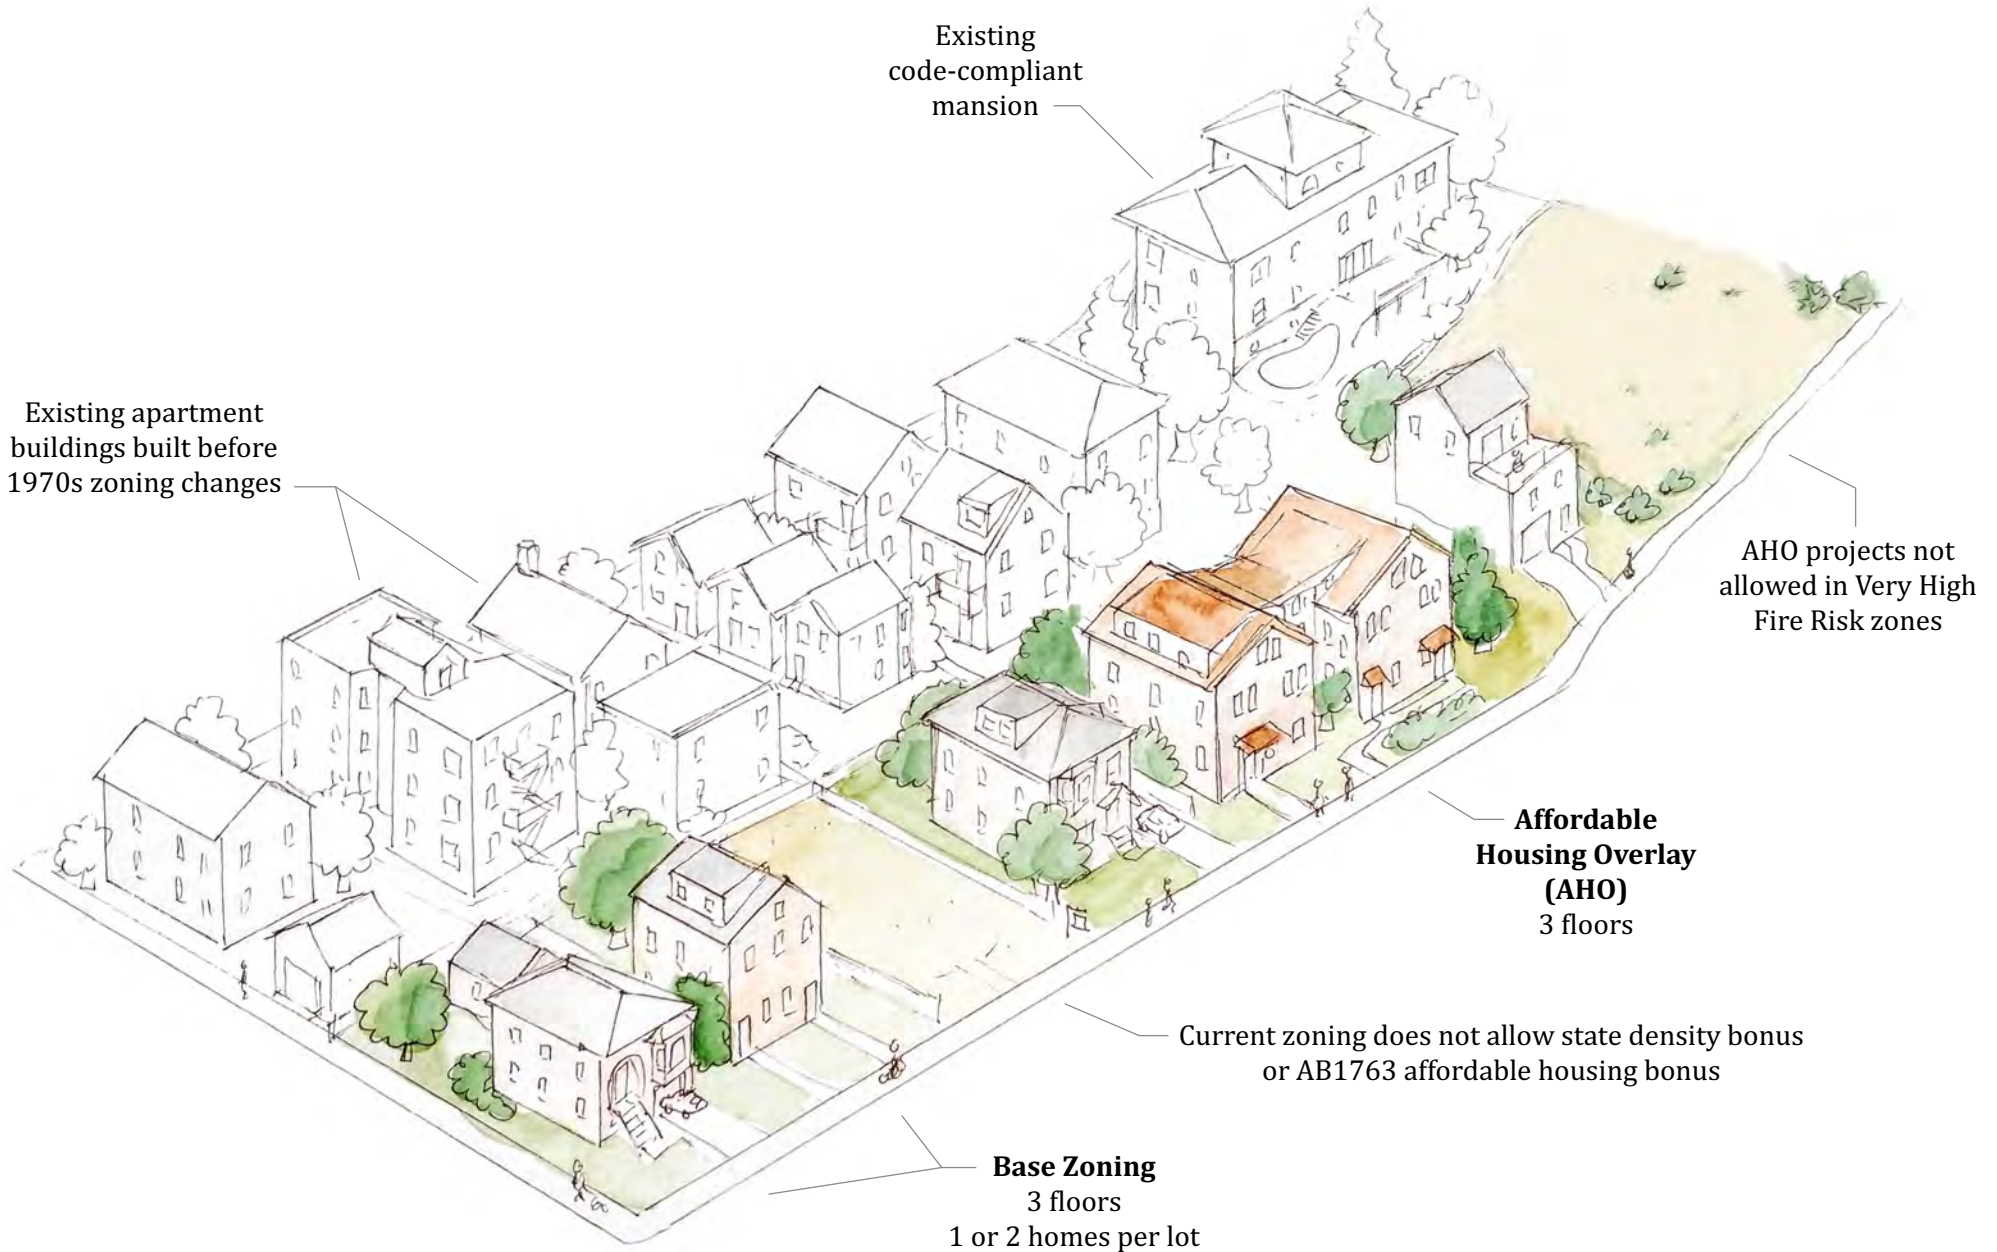 Existing
code-compliant
mansion
Existing apartment
buildings built before
1970s zoning changes
AHO projects not
allowed in Very High
Fire Risk zones
Affordable
Housing Overlay
(AHO)
3 floors
Current zoning does not allow state density bonus
or AB1763 affordable housing bonus
Base Zoning
3 floors
1 or 2 homes per lot